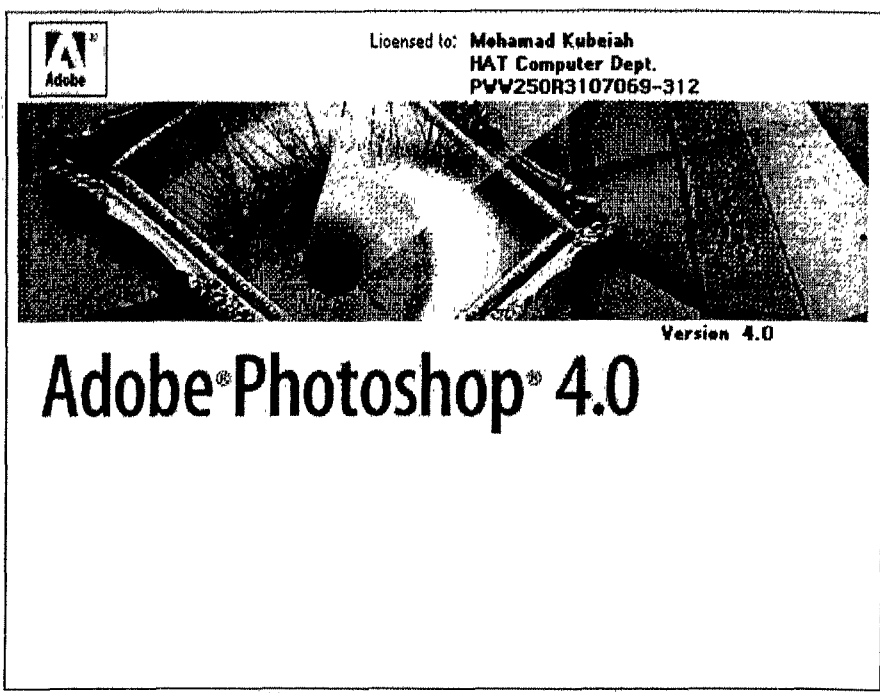 Adobe
Licensed to: Mohamad Kubeiah
HAT Computer Dept.
PWW250R3107069-312
Version 4.0
Adobe® Photoshop® 4.0